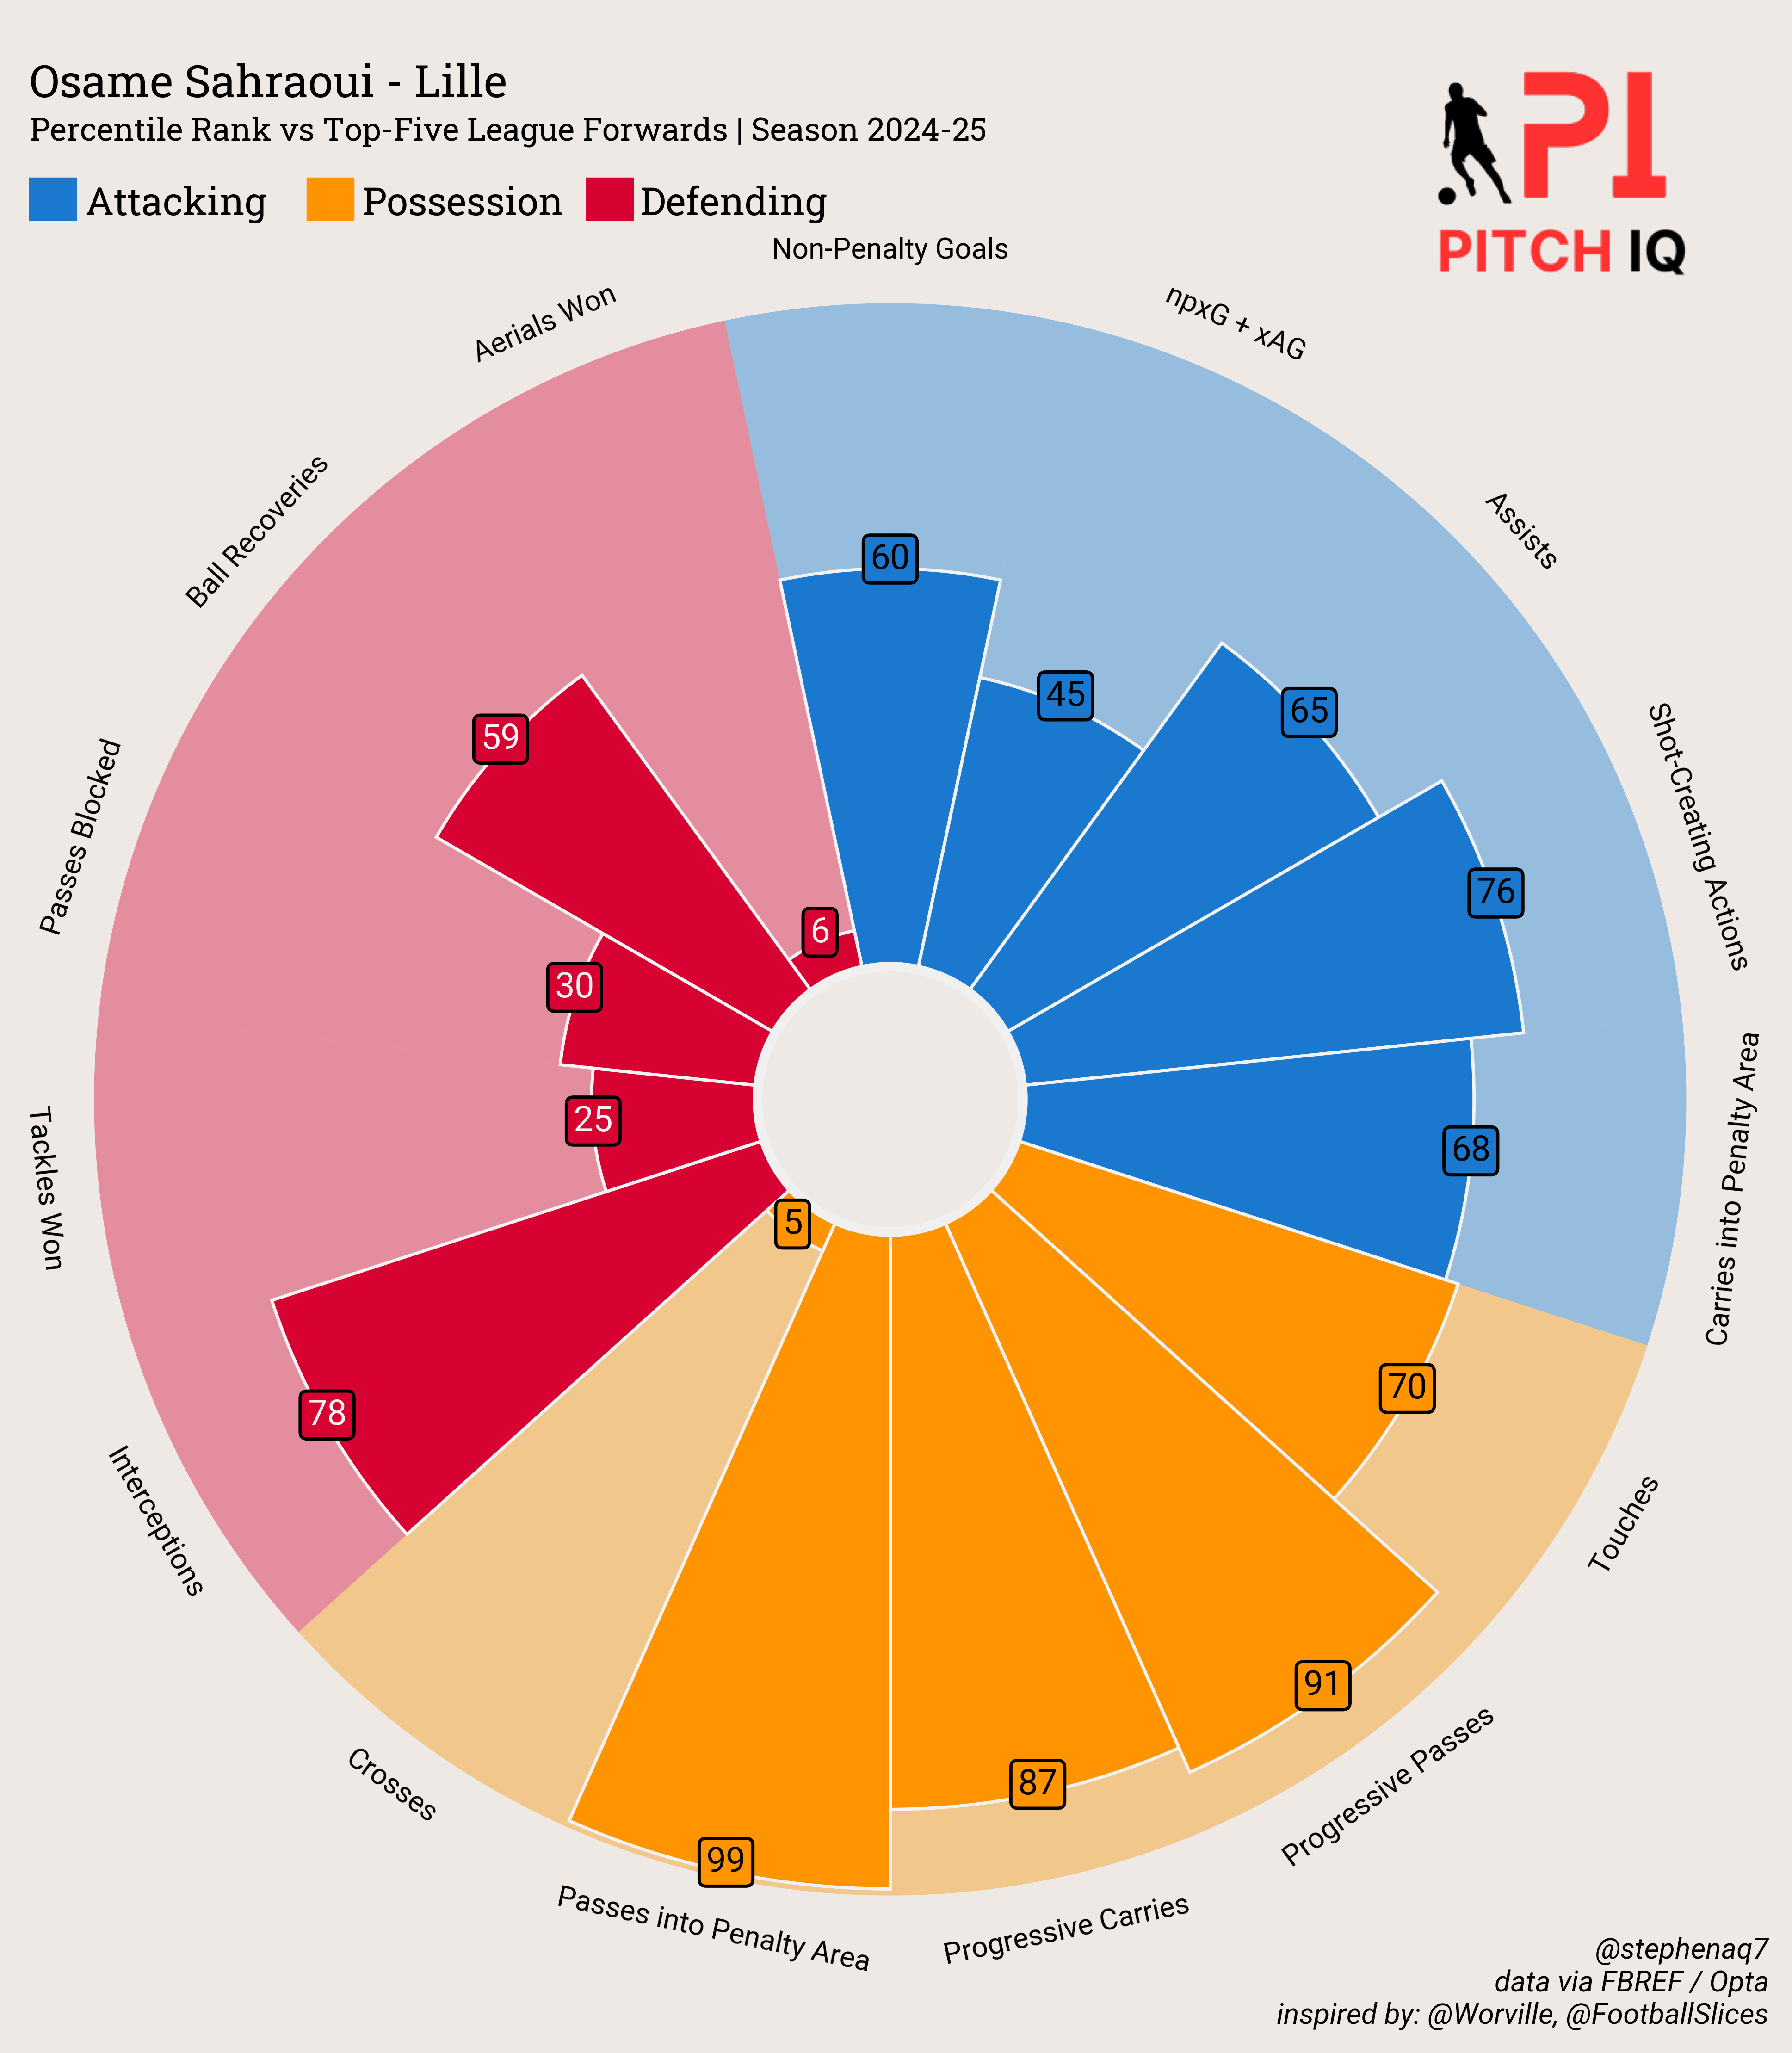 Osame Sahraoui - Lille
Percentile Rank vs Top-Five League Forwards | Season 2024-25
Attacking Possession Defending
PI
PITCH IQ
Non-Penalty Goals
npxG + xAG
Assists
Shot-Creating Actions
Carries into Penalty Area
Touches
Progressive Passes
Progressive Carries
Passes into Penalty Area
Crosses
Interceptions
Tackles Won
Passes Blocked
Ball Recoveries
Aerials Won
60
45
65
76
68
70
91
87
99
5
78
25
30
59
6
@stephenaq7
data via FBREF / Opta
inspired by: @Worville, @FootballSlices